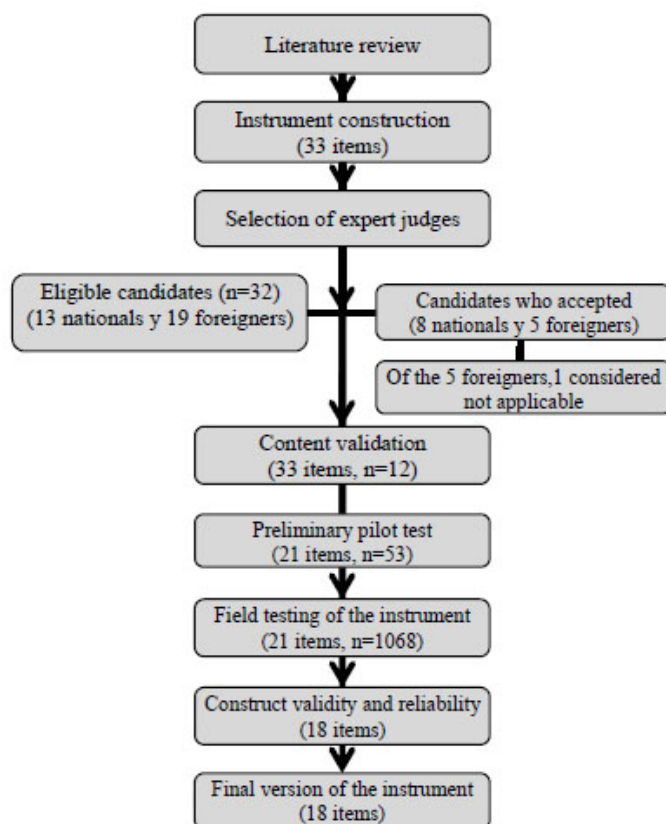 Literature review
Instrument construction
(33 items)
Selection of expert judges
Eligible candidates (n=32)
(13 nationals y 19 foreigners)
Candidates who accepted
(8 nationals y 5 foreigners)
Of the 5 foreigners,1 considered
not applicable
Content validation
(33 items, n=12)
Preliminary pilot test
(21 items, n=53)
Field testing of the instrument
(21 items, n=1068)
Construct validity and reliability
(18 items)
Final version of the instrument
(18 items)